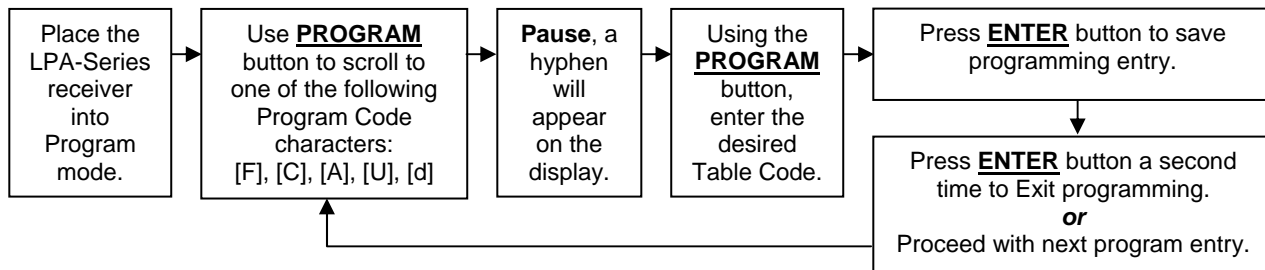 Place the
LPA-Series
receiver
into
Program
mode.
Use PROGRAM
button to scroll to
one of the following
Program Code
characters:
[F], [C], [A], [U], [d]
Pause, a
hyphen
will
appear
on the
display.
Using the
PROGRAM
button,
enter the
desired
Table Code.
Press ENTER button to save
programming entry.
Press ENTER button a second
time to Exit programming.
or
Proceed with next program entry.